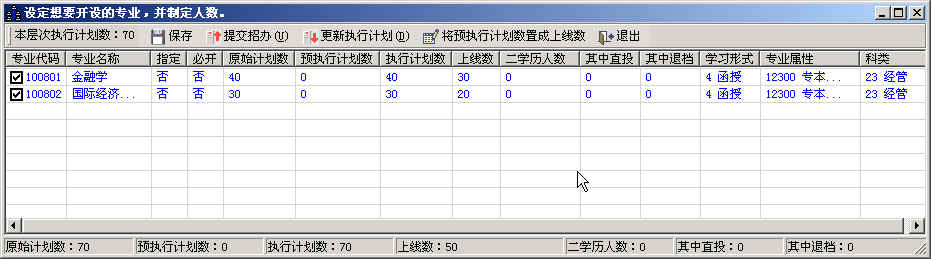 设定想要开设的专业，并制定人数。
本层次执行计划数：70 保存 提交招办(U) 更新执行计划(D) 将预执行计划数置成上线数 退出
专业代码 专业名称 指定 必开 原始计划数 预执行计划数 执行计划数 上线数 二学历人数 其中直投 其中退档 学习形式 专业属性 科类
100801 金融学 否 否 40 0 40 30 0 0 0 4 函授 12300 专本... 23 经管
100802 国际经济... 否 否 30 0 30 20 0 0 0 4 函授 12300 专本... 23 经管
原始计划数：70 预执行计划数：0 执行计划数：70 上线数：50 二学历人数：0 其中直投：0 其中退档：0